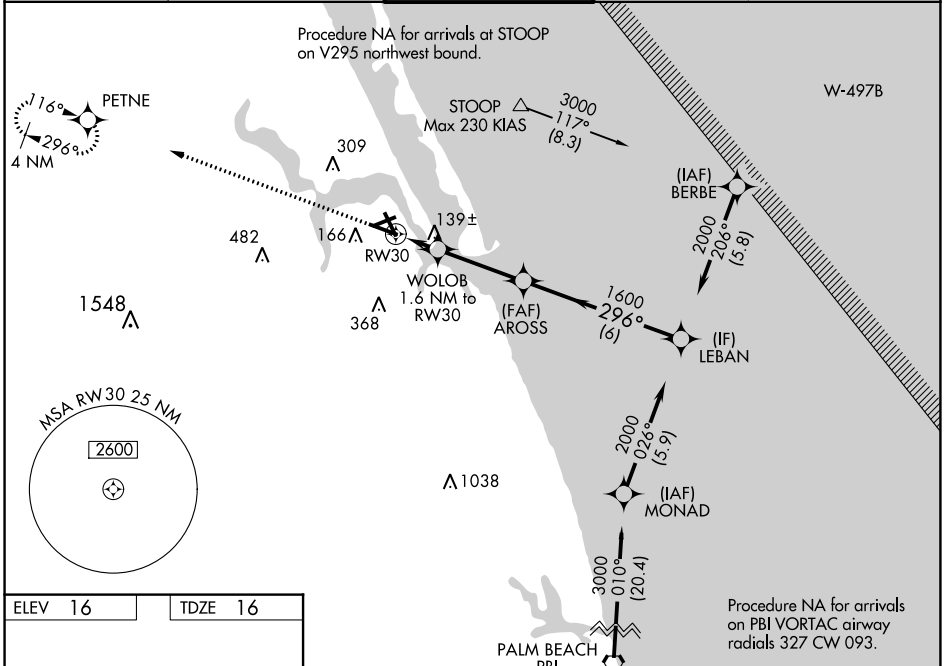 Procedure NA for arrivals at STOOP
on V295 northwest bound.
W-497B
116°
PETNE
296°
4 NM
STOOP
Max 230 KIAS
3000
117°
(8.3)
309
(IAF)
BERBE
2000
206°
(5.8)
139±
166
RW30
482
WOLOB
1.6 NM to
RW30
(FAF)
AROSS
1600
296°
(6)
(IF)
LEBAN
1548
368
MSA RW30 25 NM
2600
2000
026°
(5.9)
1038
(IAF)
MONAD
3000
010°
(20.4)
ELEV 16
TDZE 16
Procedure NA for arrivals
on PBI VORTAC airway
radials 327 CW 093.
PALM BEACH
PBI